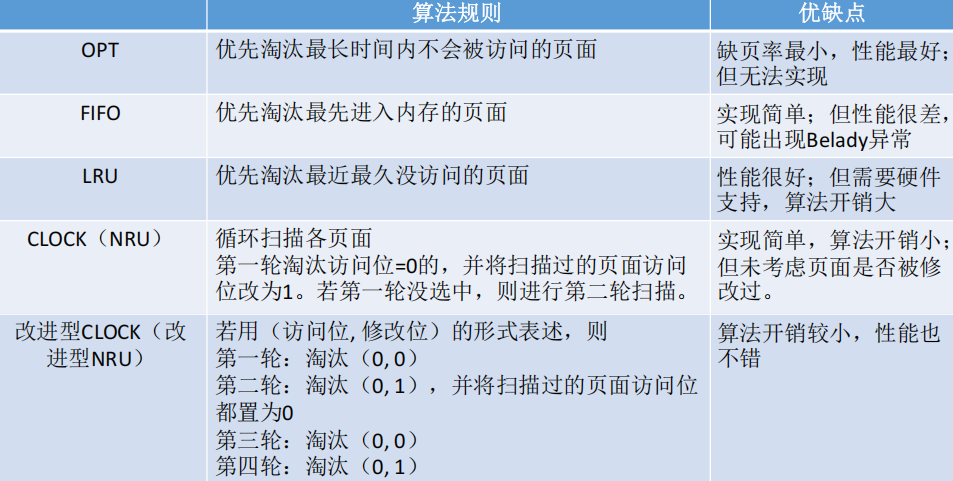 算法规则 优缺点
OPT 优先淘汰最长时间内不会被访问的页面 缺页率最小，性能最好；
但无法实现
FIFO 优先淘汰最先进入内存的页面 实现简单；但性能很差，
可能出现Belady异常
LRU 优先淘汰最近最久没访问的页面 性能很好；但需要硬件
支持，算法开销大
CLOCK（NRU） 循环扫描各页面 实现简单，算法开销小；
第一轮淘汰访问位=0的，并将扫描过的页面访问 但未考虑页面是否被修
位改为1。若第一轮没选中，则进行第二轮扫描。 改过。
改进型CLOCK（改 若用（访问位, 修改位）的形式表述，则 算法开销较小，性能也
进型NRU） 第一轮：淘汰（0, 0） 不错
第二轮：淘汰（0, 1），并将扫描过的页面访问位
都置为0
第三轮：淘汰（0, 0）
第四轮：淘汰（0, 1）